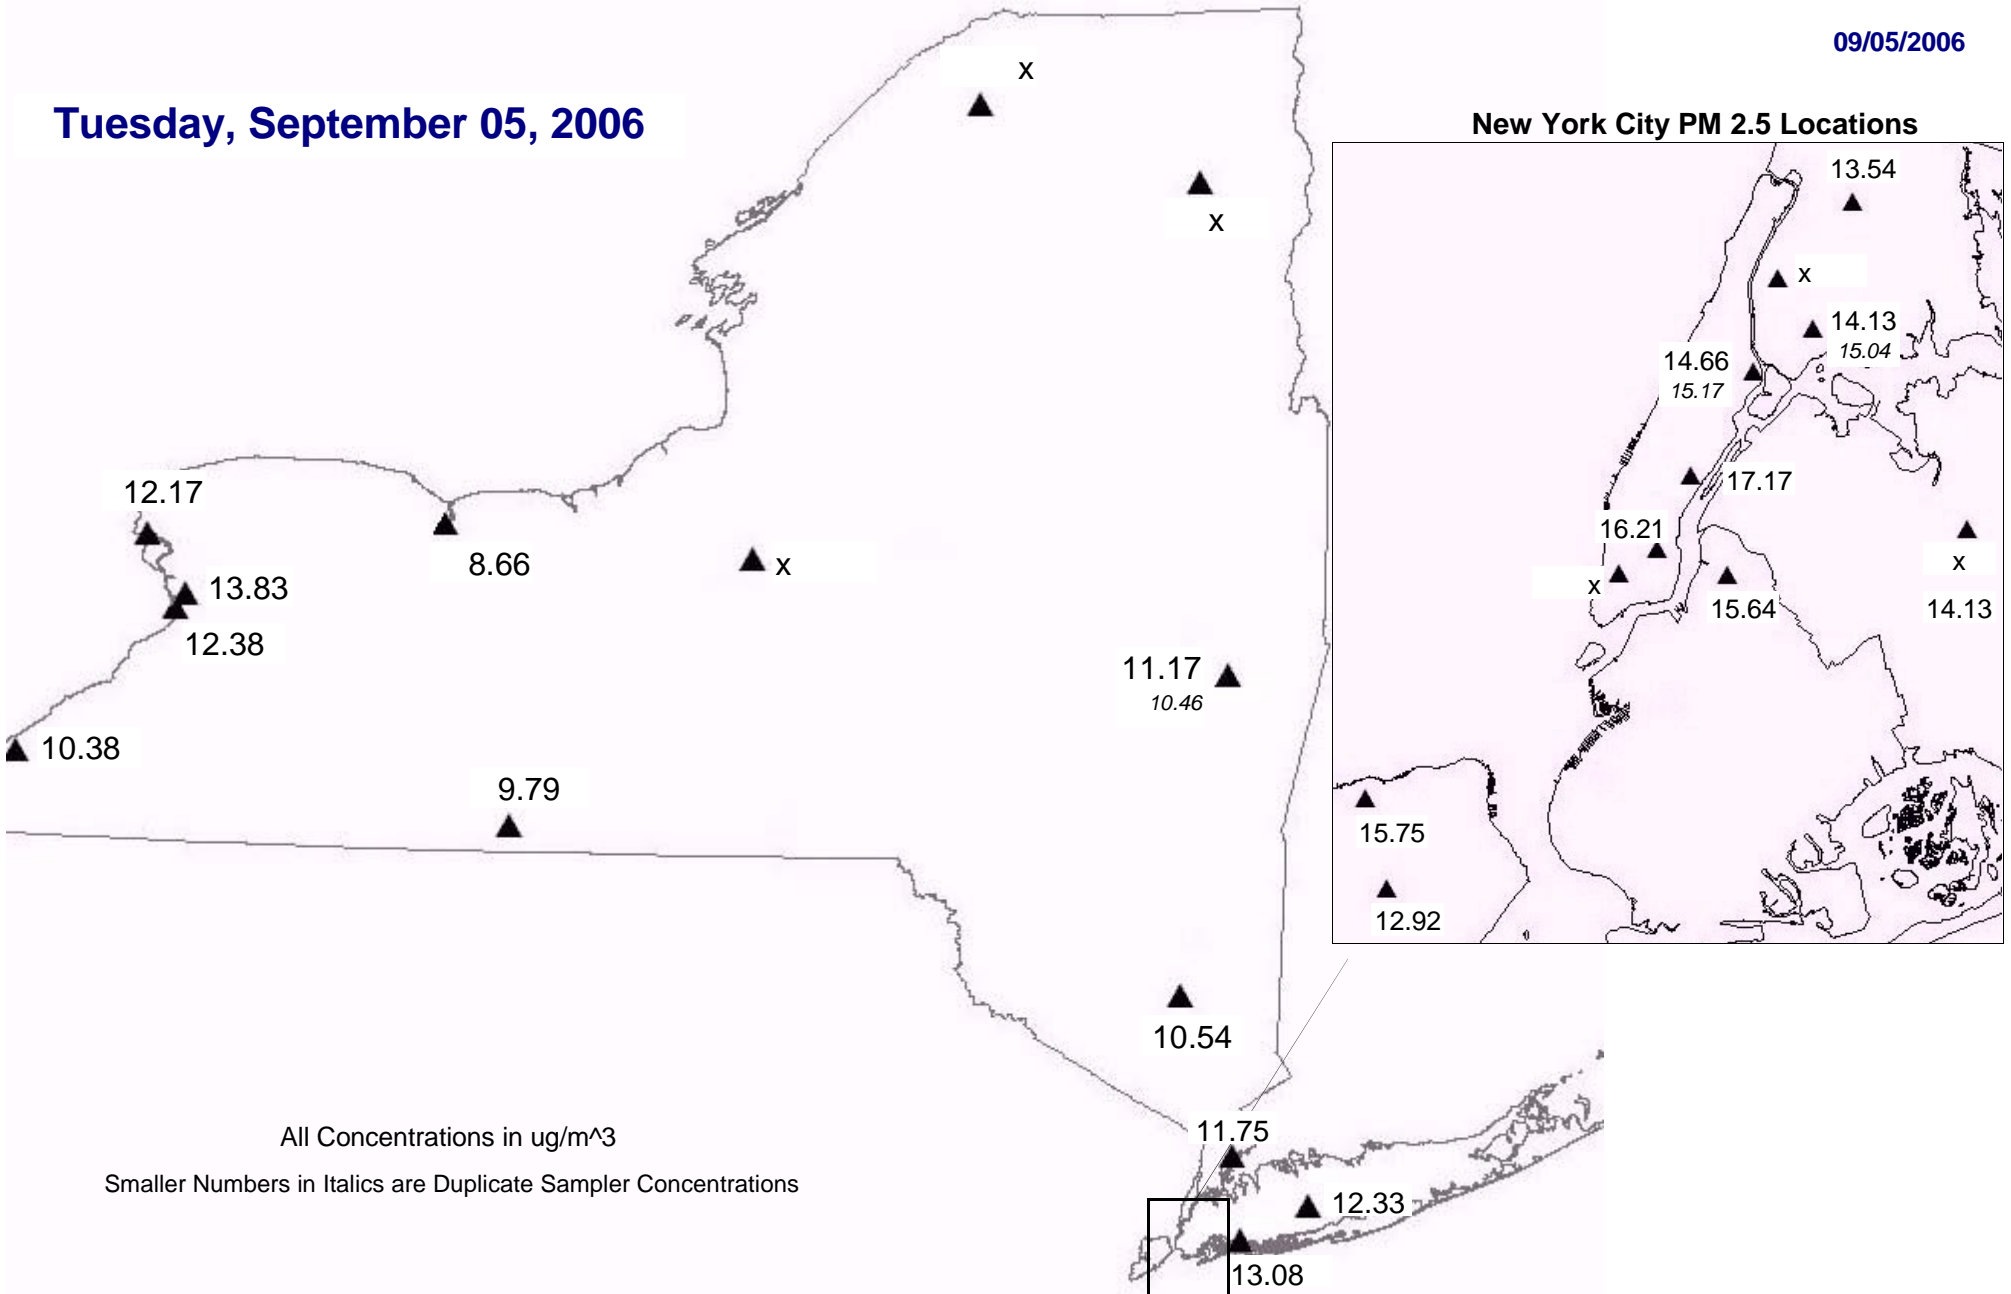 09/05/2006
x
Tuesday, September 05, 2006
New York City PM 2.5 Locations
13.54
x
x
14.13
15.04
14.66
15.17
17.17
12.17
16.21
8.66
x
x
x
13.83
15.64
14.13
12.38
11.17
10.46
10.38
9.79
15.75
12.92
10.54
11.75
All Concentrations in ug/m^3
Smaller Numbers in Italics are Duplicate Sampler Concentrations
12.33
13.08